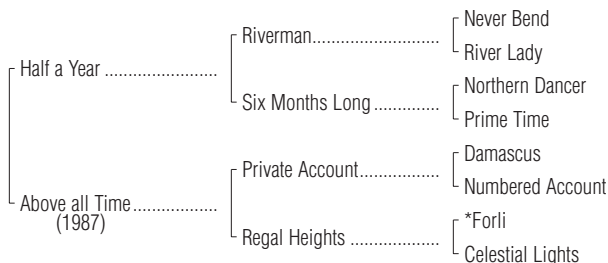 Never Bend
Riverman
River Lady
Half a Year
Northern Dancer
Six Months Long
Prime Time
Damascus
Private Account
Numbered Account
Above all Time
(1987)
*Forli
Regal Heights
Celestial Lights